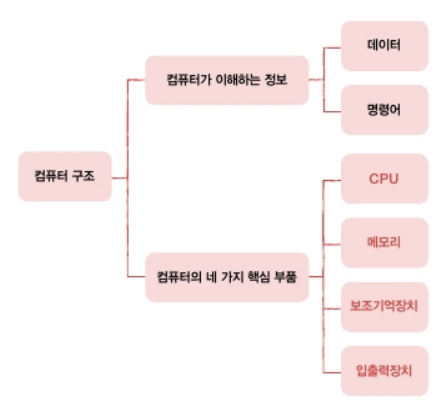 컴퓨터 구조
컴퓨터가 이해하는 정보
데이터
명령어
컴퓨터의 네 가지 핵심 부품
CPU
메모리
보조기억장치
입출력장치